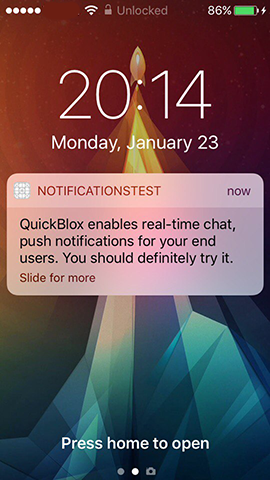 Unlocked
86%
20:14
Monday, January 23
NOTIFICATIONSTEST now
QuickBlox enables real-time chat,
push notifications for your end
users. You should definitely try it.
Slide for more
Press home to open